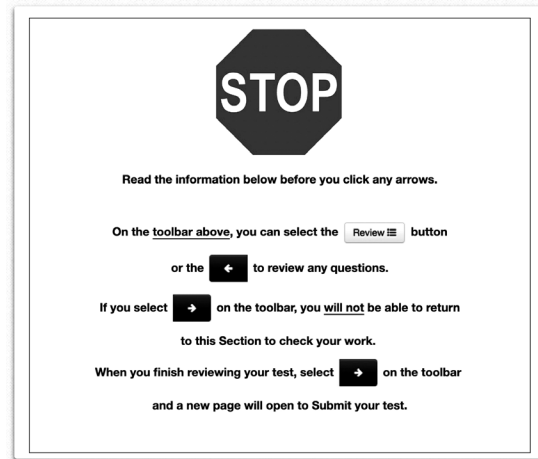 STOP
Read the information below before you click any arrows.
On the toolbar above, you can select the Review button
or the ← to review any questions.
If you select → on the toolbar, you will not be able to return
to this Section to check your work.
When you finish reviewing your test, select → on the toolbar
and a new page will open to Submit your test.